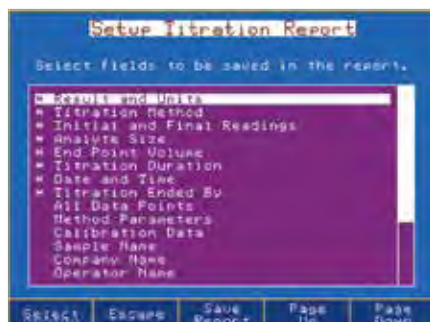 Setup Titration Report
Select fields to be saved in the report.
* Result and Units
* Titration Method
* Initial and Final Readings
* Analyte Size
* End Point Volume
* Titration Duration
* Date and Time
* Titration Ended By
All Data Points
Method Parameters
Calibration Data
Sample Name
Company Name
Operator Name
Select Escape Save Report Page Up Page Down